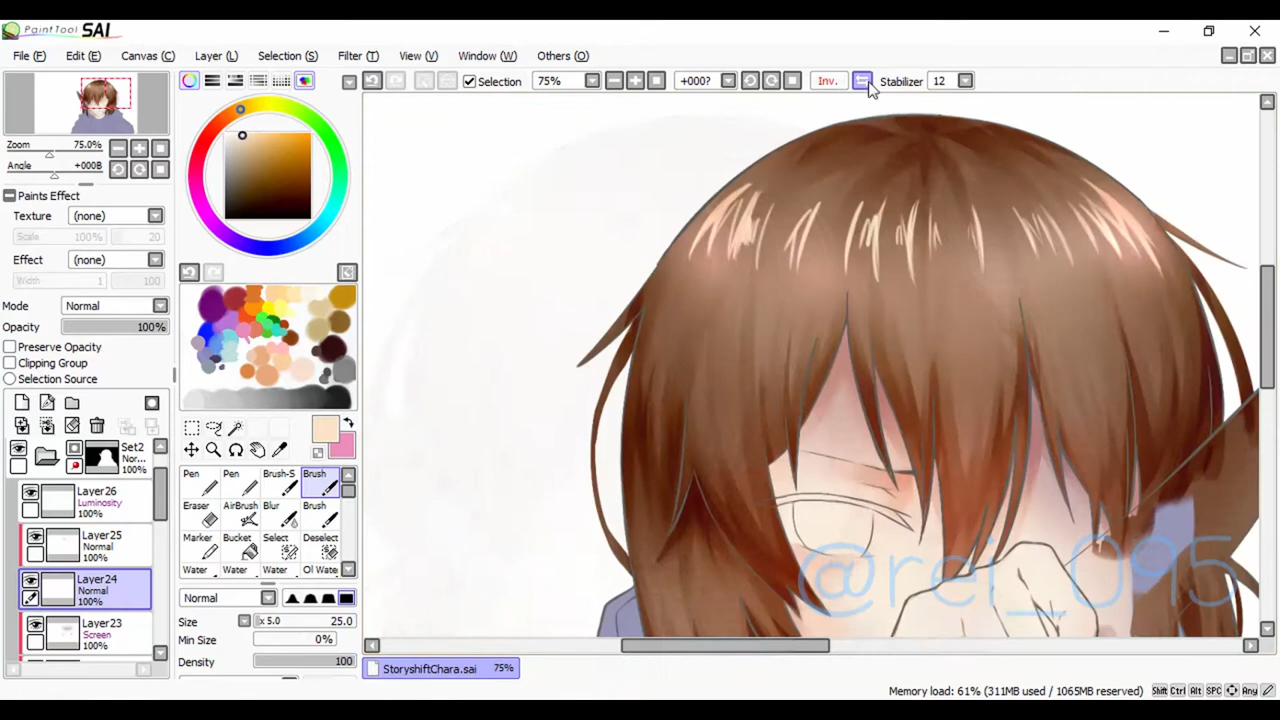 PaintTool SAI
File (F) Edit (E) Canvas (C) Layer (L) Selection (S) Filter (T) View (V) Window (W) Others (O)
Selection 75% +000? Inv. Stabilizer 12
Zoom 75.0%
Angle +000B
Paints Effect
Texture (none)
Scale 100% 20
Effect (none)
Width 1 100
Mode Normal
Opacity 100%
Preserve Opacity
Clipping Group
Selection Source
Set2
Nor...
100%
Layer26
Luminosity
100%
Layer25
Normal
100%
Layer24
Normal
100%
Layer23
Screen
100%
Pen Pen Brush-S Brush
Eraser AirBrush Blur Brush
Marker Bucket Select Deselect
Water Water Water Ol Water
Normal
Size x 5.0 25.0
Min Size 0%
Density 100
@rei_095
StoryshiftChara.sai 75%
Memory load: 61% (311MB used / 1065MB reserved) Shift Ctrl Alt SPC Any